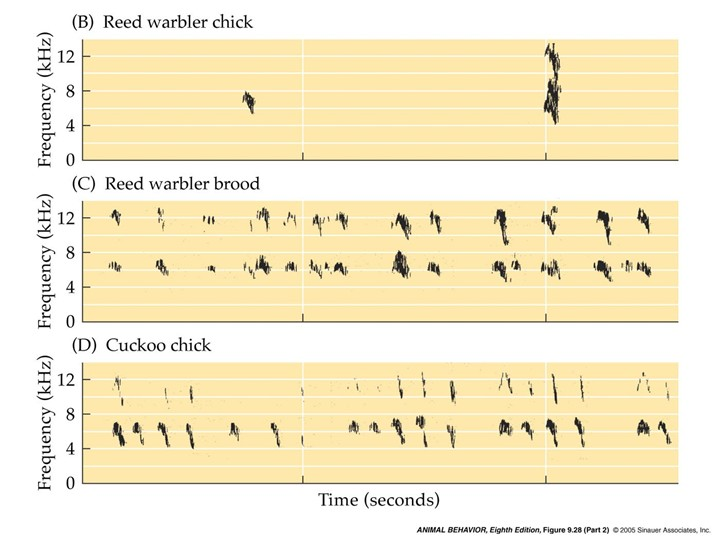 (B) Reed warbler chick
Frequency (kHz)
12
8
4
0
(C) Reed warbler brood
Frequency (kHz)
12
8
4
0
(D) Cuckoo chick
Frequency (kHz)
12
8
4
0
Time (seconds)
ANIMAL BEHAVIOR, Eighth Edition, Figure 9.28 (Part 2) © 2005 Sinauer Associates, Inc.